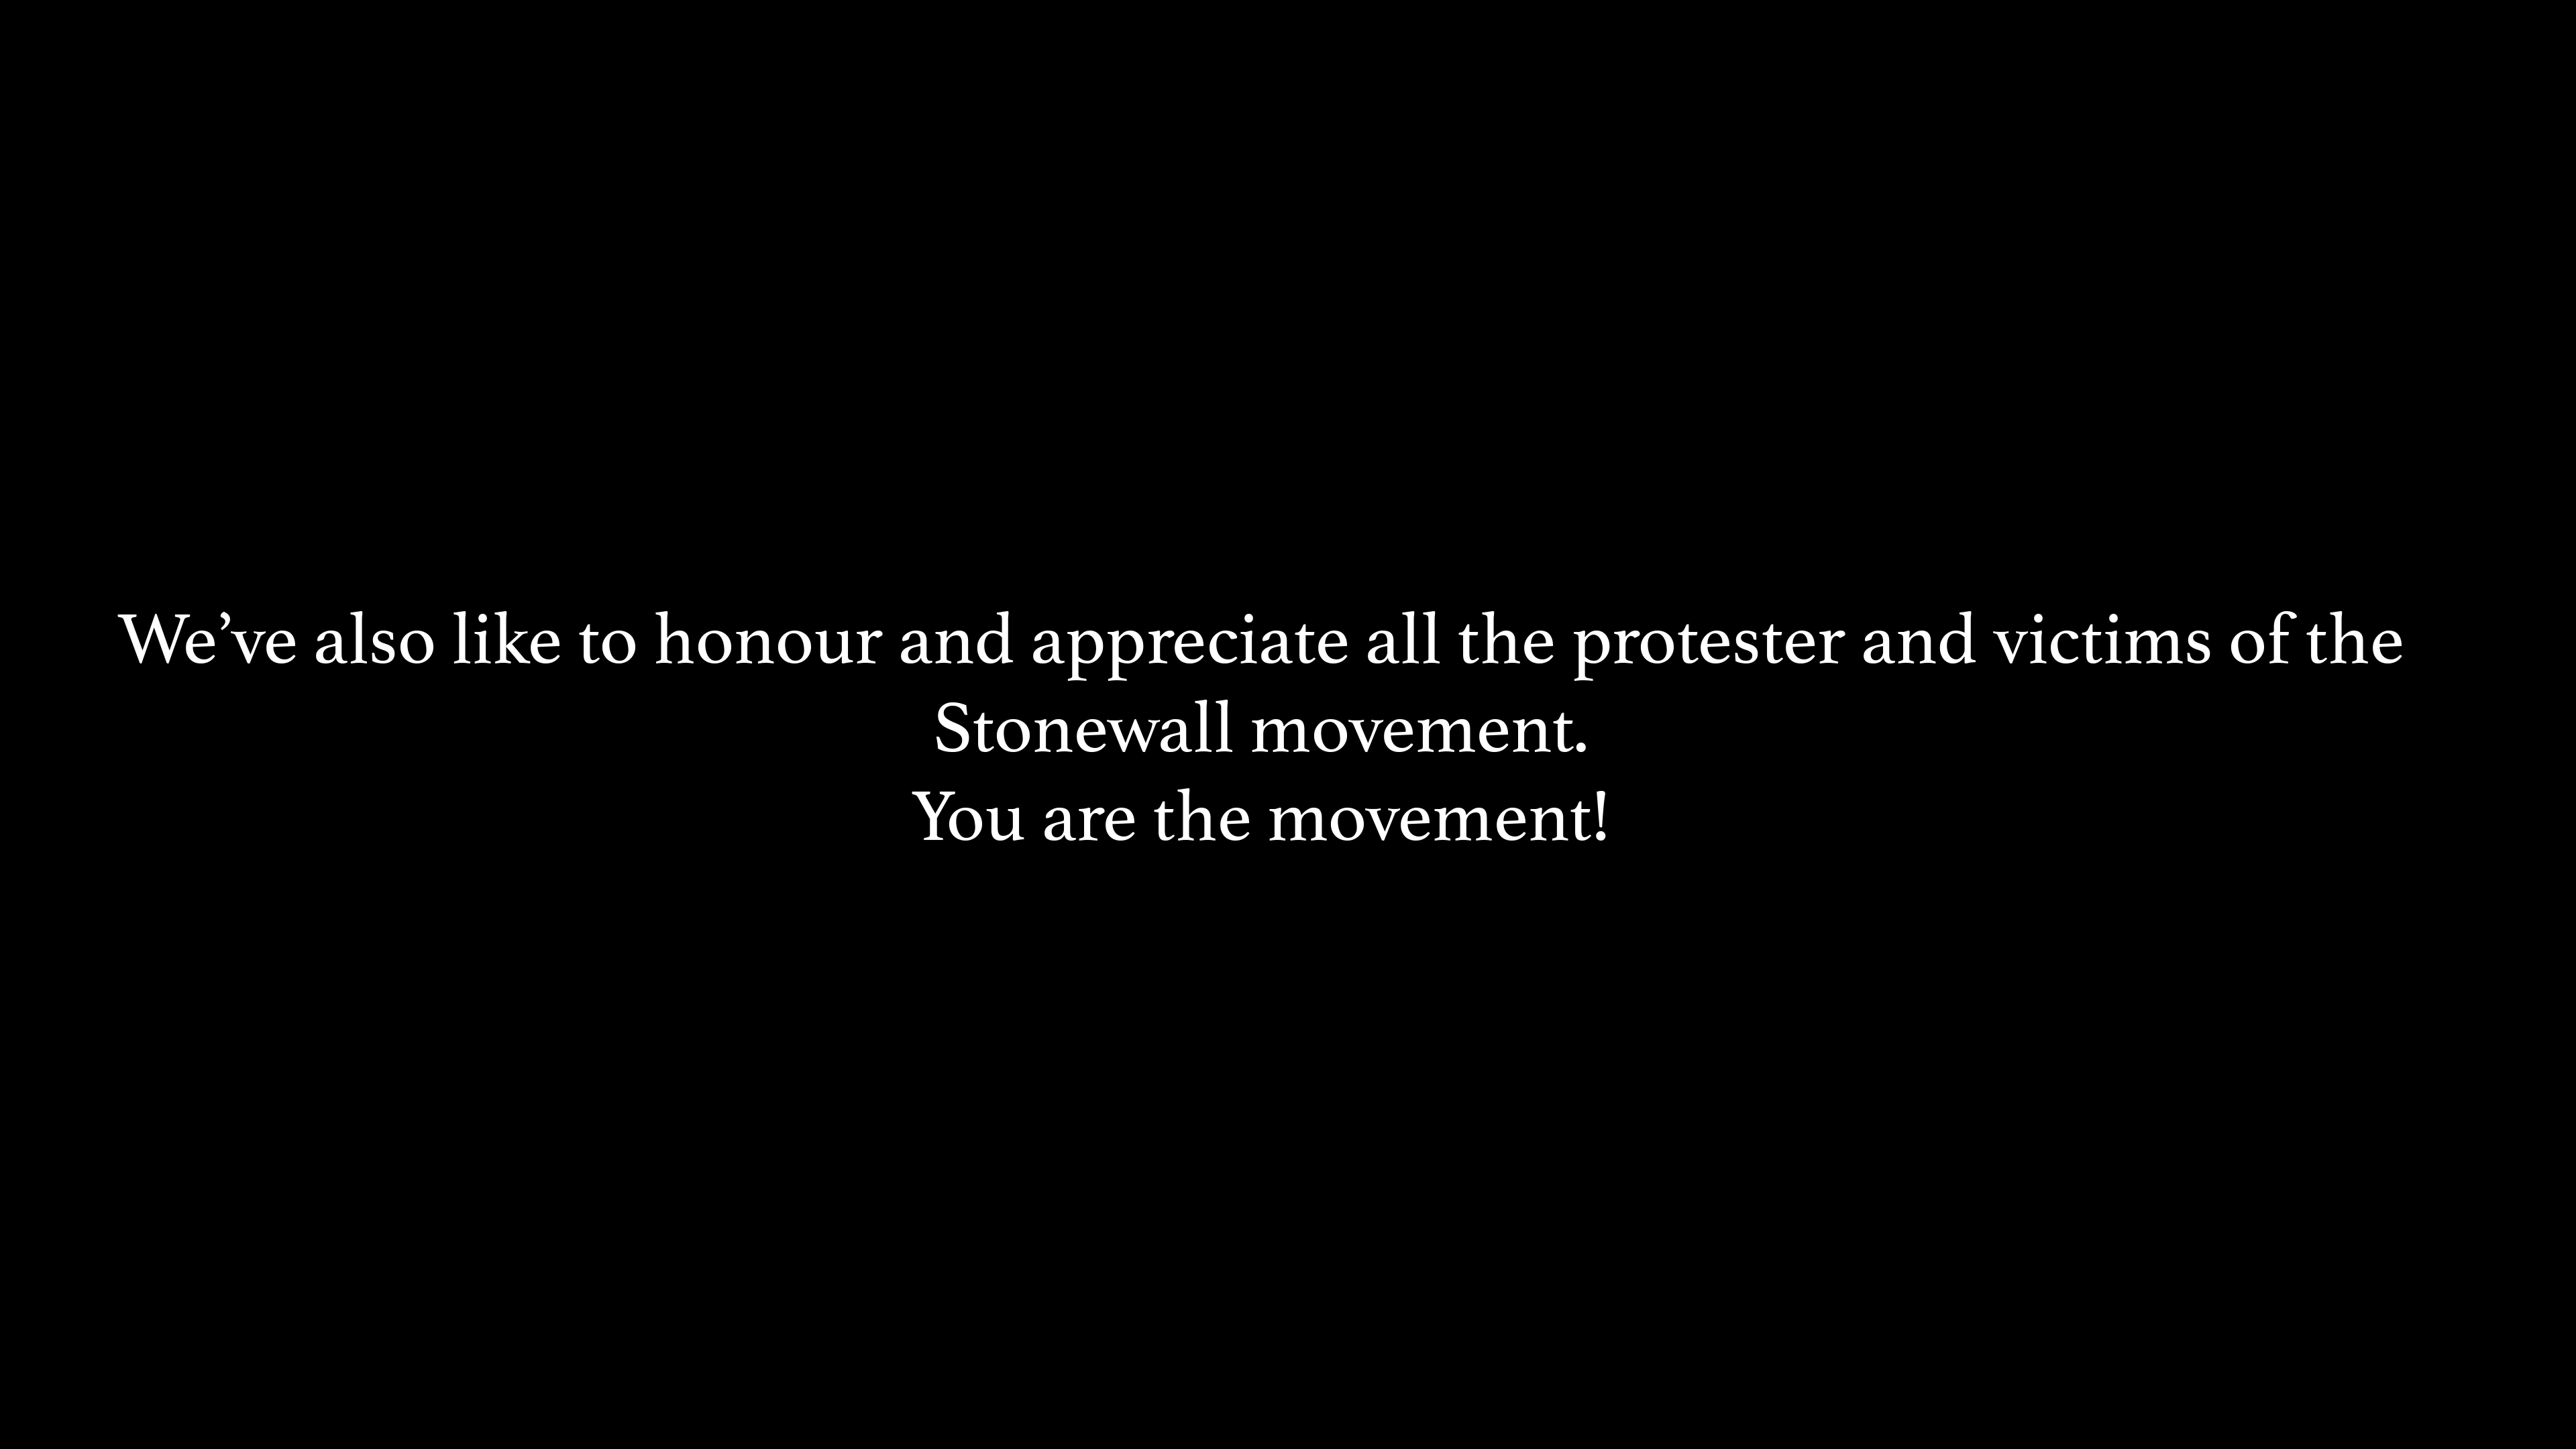 We’ve also like to honour and appreciate all the protester and victims of the
Stonewall movement.
You are the movement!